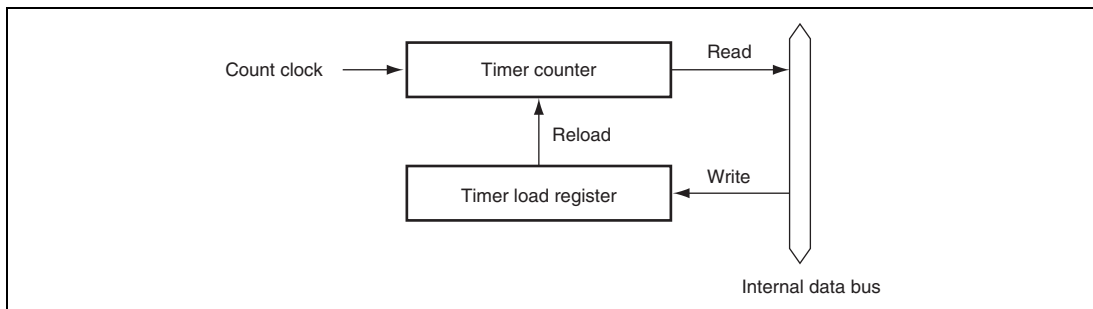 Count clock
Timer counter
Read
Reload
Timer load register
Write
Internal data bus